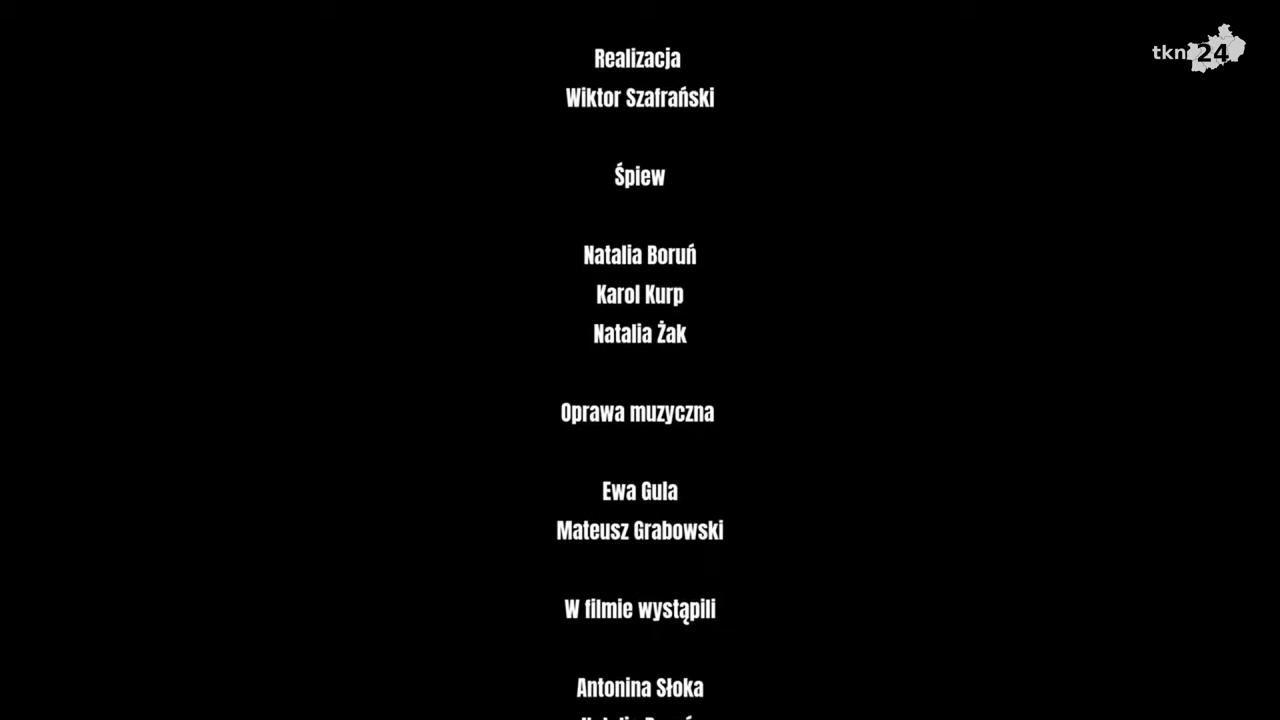 tkn 24
Realizacja
Wiktor Szafrański
Śpiew
Natalia Boruń
Karol Kurp
Natalia Żak
Oprawa muzyczna
Ewa Gula
Mateusz Grabowski
W filmie wystąpili
Antonina Słoka